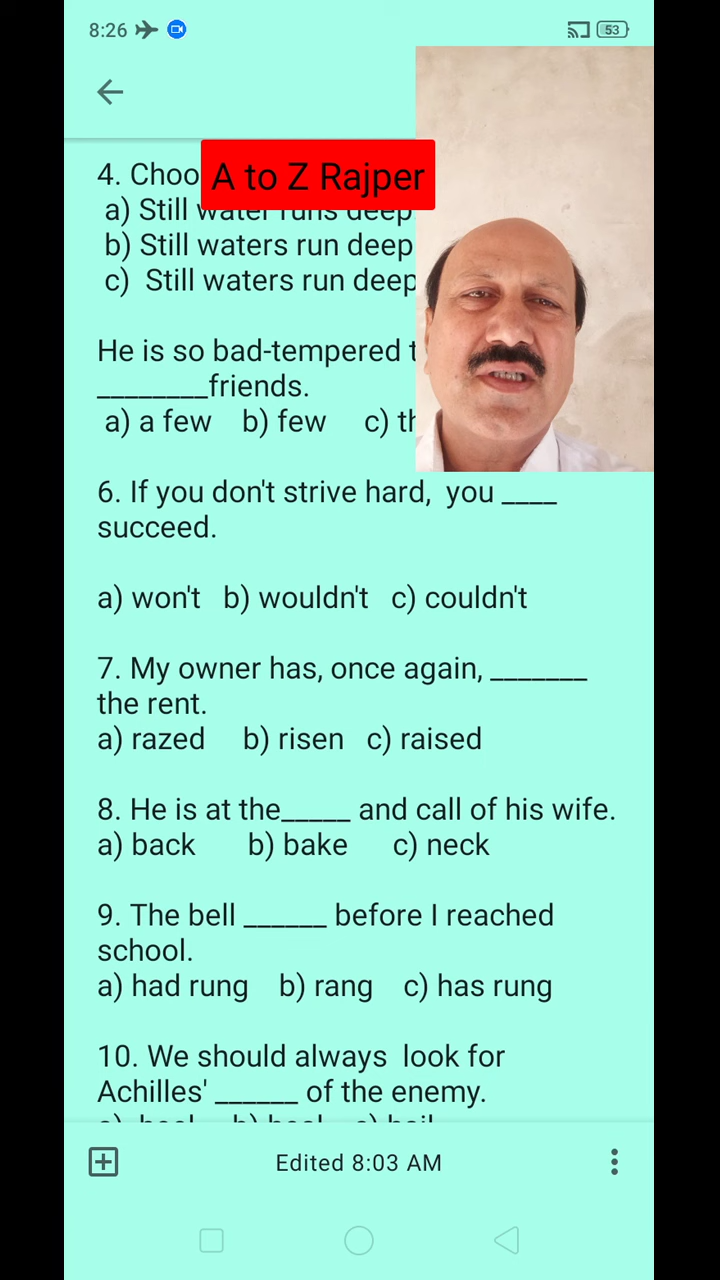 8:26
53
4. Choo
A to Z Rajper
a) Still water runs deep
b) Still waters run deep
c) Still waters run deep
He is so bad-tempered t
________friends.
a) a few b) few c) th
6. If you don't strive hard, you ____
succeed.
a) won't b) wouldn't c) couldn't
7. My owner has, once again, _______
the rent.
a) razed b) risen c) raised
8. He is at the_____ and call of his wife.
a) back b) bake c) neck
9. The bell ______ before I reached
school.
a) had rung b) rang c) has rung
10. We should always look for
Achilles' ______ of the enemy.
Edited 8:03 AM